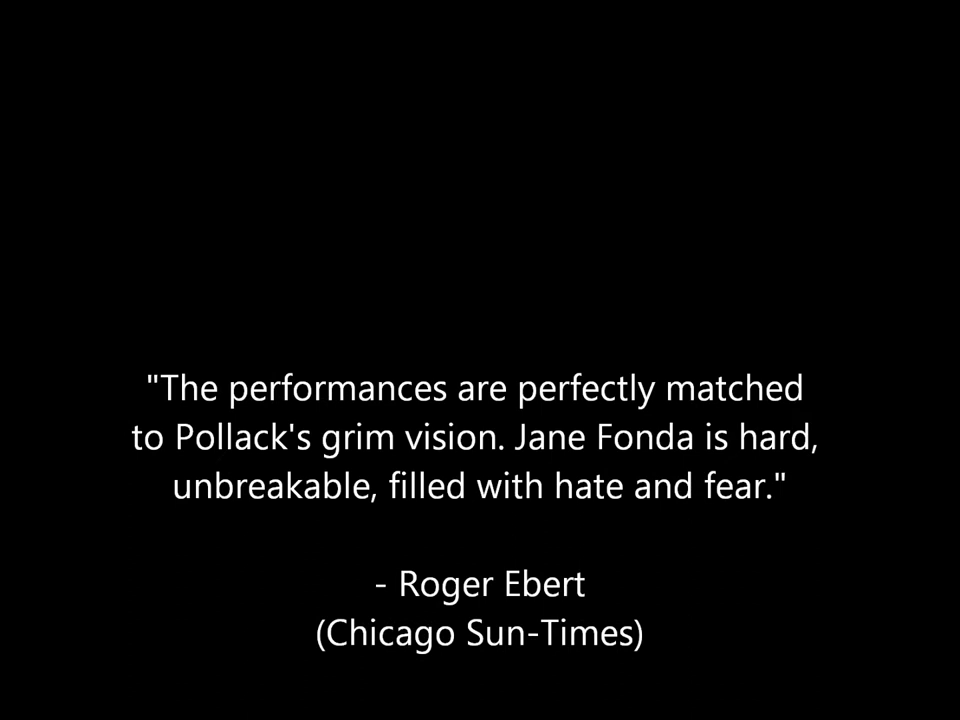 "The performances are perfectly matched
to Pollack's grim vision. Jane Fonda is hard,
unbreakable, filled with hate and fear."
- Roger Ebert
(Chicago Sun-Times)